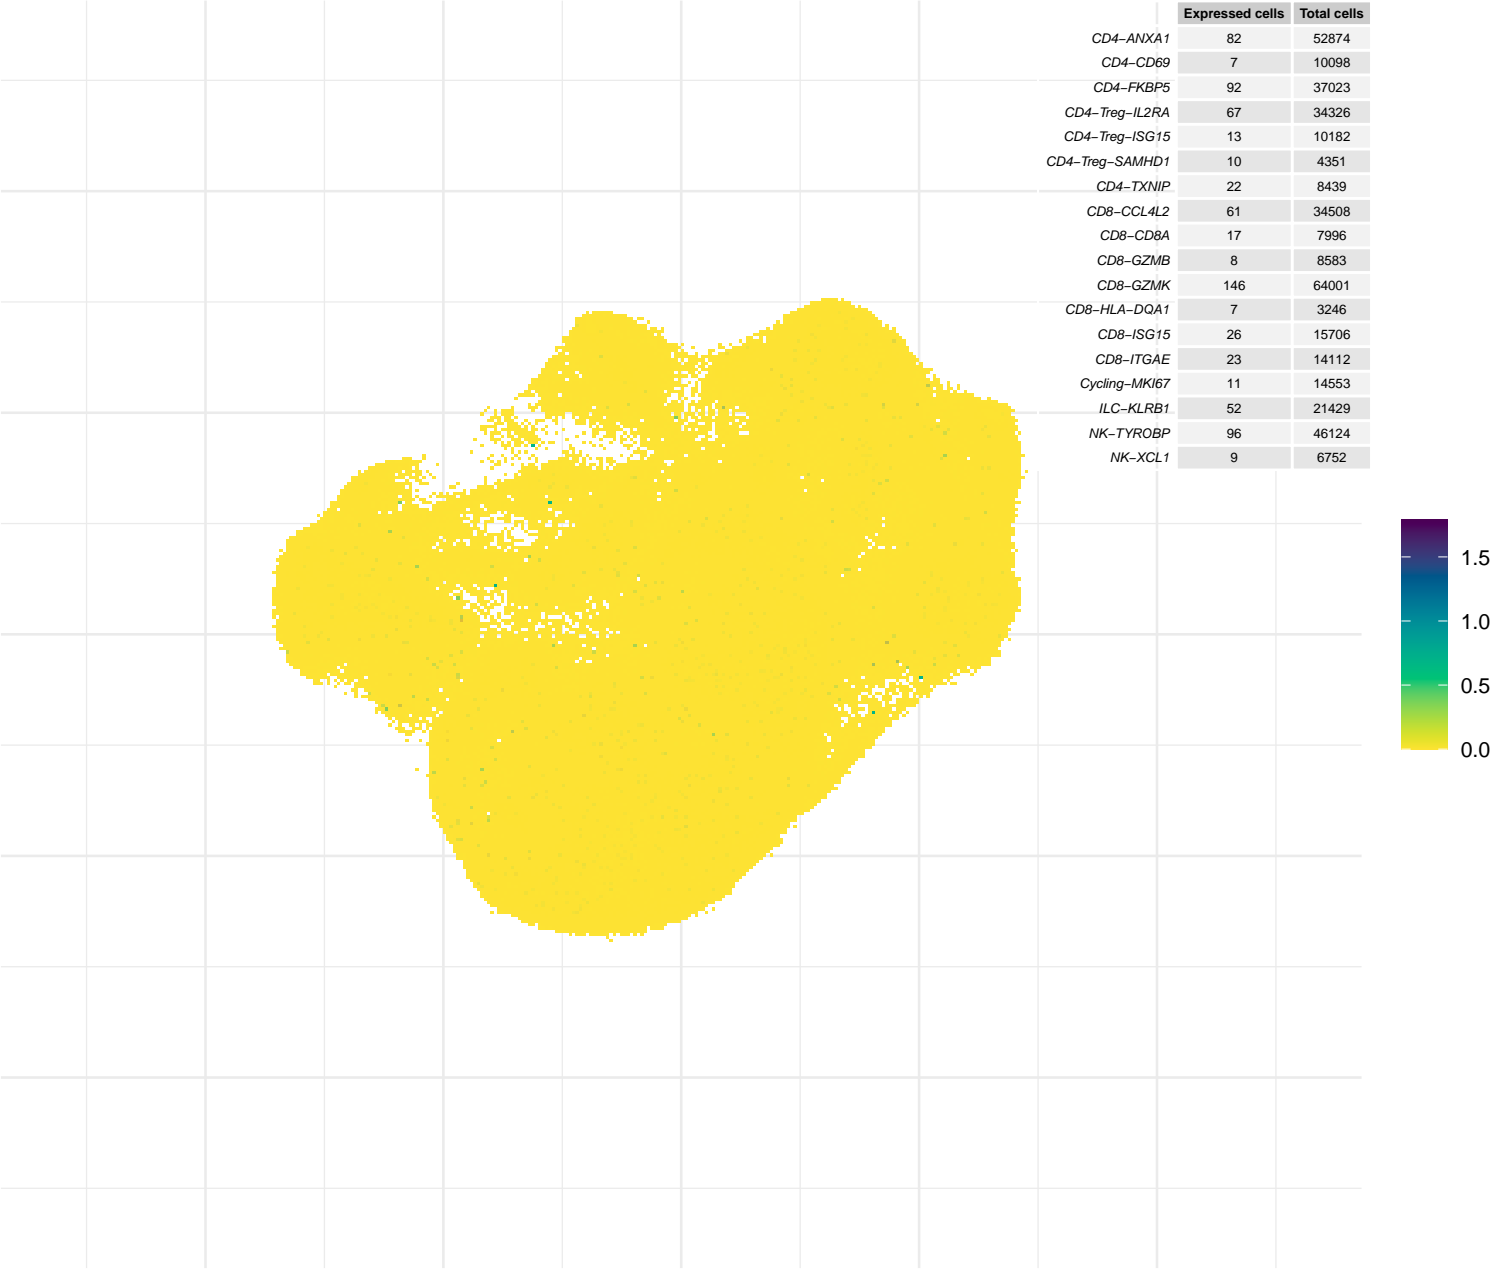 Expressed cells Total cells
CD4−ANXA1 82 52874
CD4−CD69 7 10098
CD4−FKBP5 92 37023
CD4−Treg−IL2RA 67 34326
CD4−Treg−ISG15 13 10182
CD4−Treg−SAMHD1 10 4351
CD4−TXNIP 22 8439
CD8−CCL4L2 61 34508
CD8−CD8A 17 7996
CD8−GZMB 8 8583
CD8−GZMK 146 64001
CD8−HLA−DQA1 7 3246
CD8−ISG15 26 15706
CD8−ITGAE 23 14112
Cycling−MKI67 11 14553
ILC−KLRB1 52 21429
NK−TYROBP 96 46124
NK−XCL1 9 6752
1.5
1.0
0.5
0.0